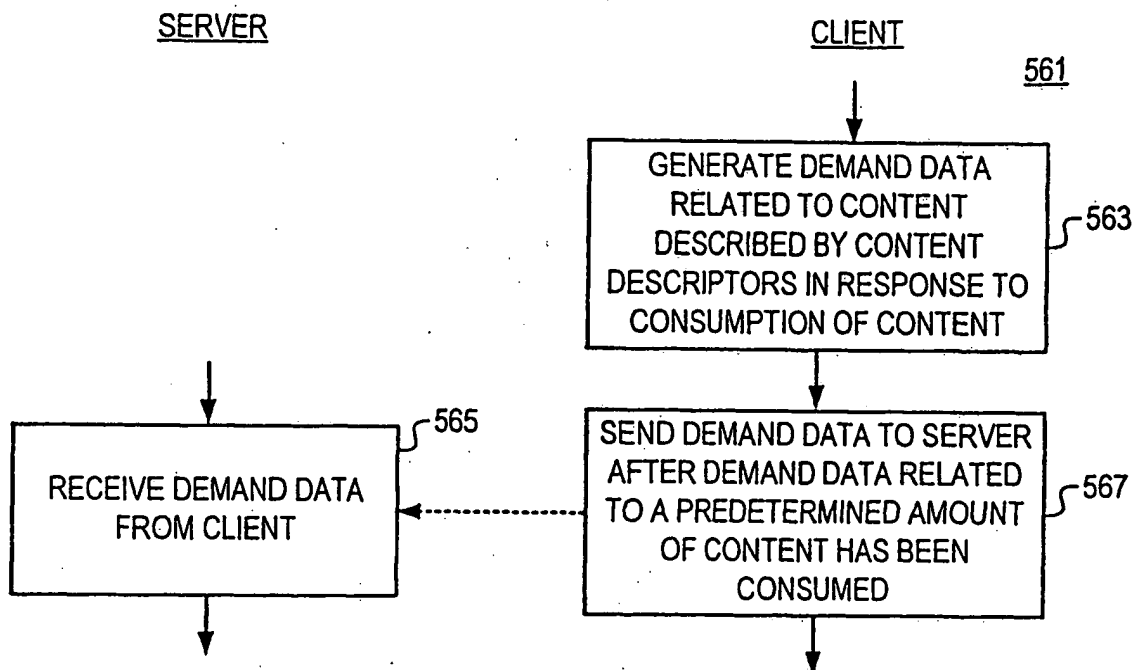 SERVER
CLIENT
561
GENERATE DEMAND DATA
RELATED TO CONTENT
DESCRIBED BY CONTENT
DESCRIPTORS IN RESPONSE TO
CONSUMPTION OF CONTENT
563
RECEIVE DEMAND DATA
FROM CLIENT
565
SEND DEMAND DATA TO SERVER
AFTER DEMAND DATA RELATED
TO A PREDETERMINED AMOUNT
OF CONTENT HAS BEEN
CONSUMED
567